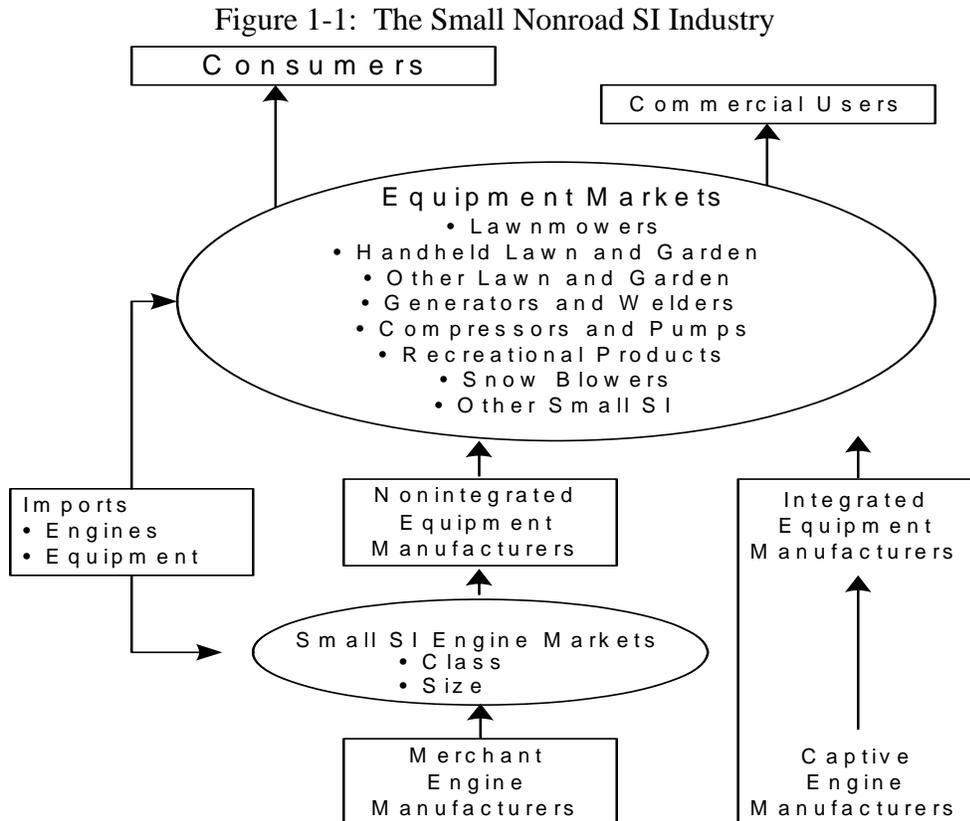 Figure 1-1: The Small Nonroad SI Industry
Consumers
Commercial Users
Equipment Markets
• Lawnmowers
• Handheld Lawn and Garden
• Other Lawn and Garden
• Generators and Welders
• Compressors and Pumps
• Recreational Products
• Snow Blowers
• Other Small SI
Imports
• Engines
• Equipment
Nonintegrated
Equipment
Manufacturers
Integrated
Equipment
Manufacturers
Small SI Engine Markets
• Class
• Size
Merchant
Engine
Manufacturers
Captive
Engine
Manufacturers